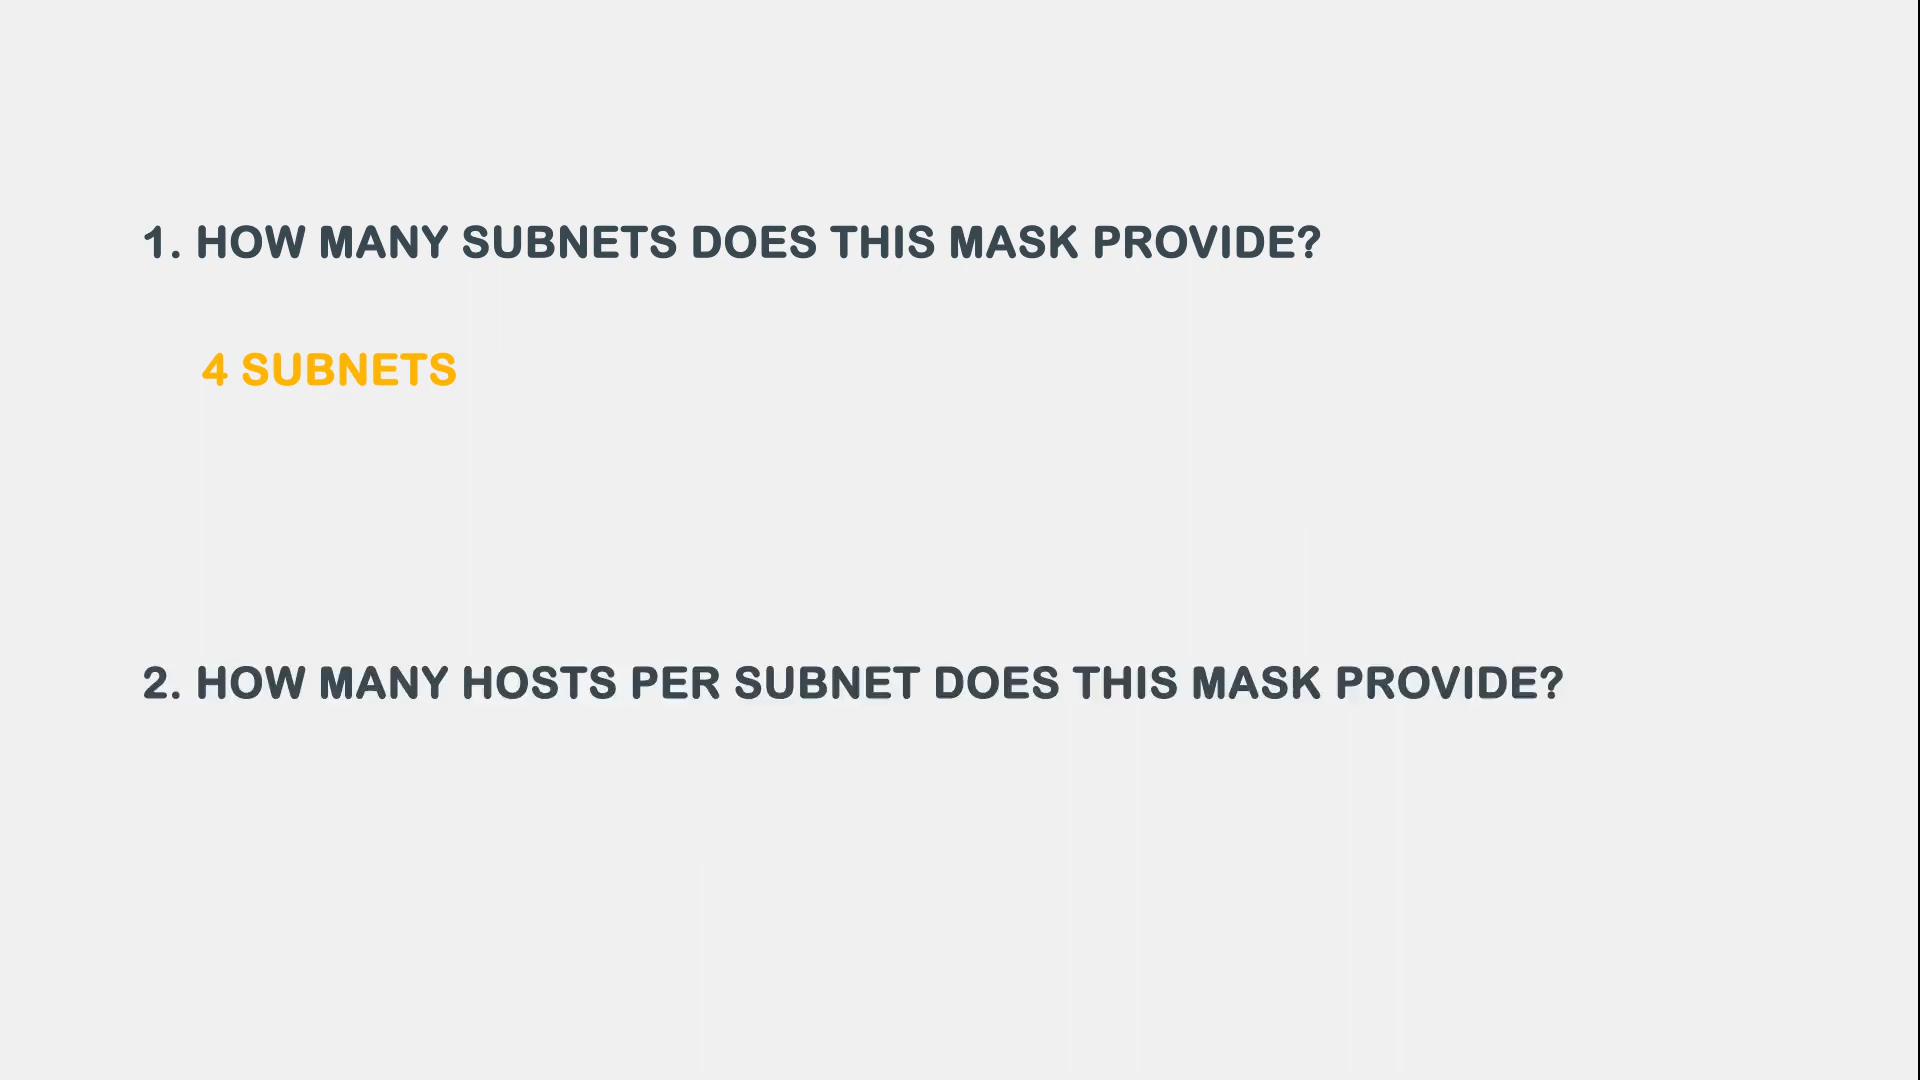 1. HOW MANY SUBNETS DOES THIS MASK PROVIDE?
4 SUBNETS
2. HOW MANY HOSTS PER SUBNET DOES THIS MASK PROVIDE?